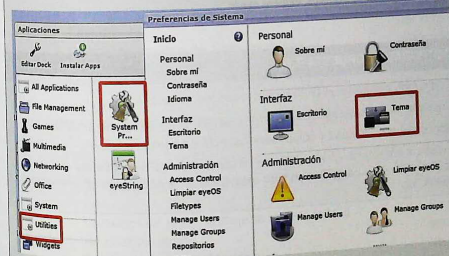 Aplicaciones
Editar Dock
Instalar Apps
All Applications
File Management
Games
Multimedia
Networking
Office
System
Utilities
Widgets
System Pr...
eyeString
Preferencias de Sistema
Inicio
Personal
Sobre mí
Contraseña
Idioma
Interfaz
Escritorio
Tema
Administración
Access Control
Limpiar eyeOS
Filetypes
Manage Users
Manage Groups
Repositorios
Personal
Sobre mí
Contraseña
Interfaz
Escritorio
Tema
Administración
Access Control
Limpiar eyeOS
Manage Users
Manage Groups